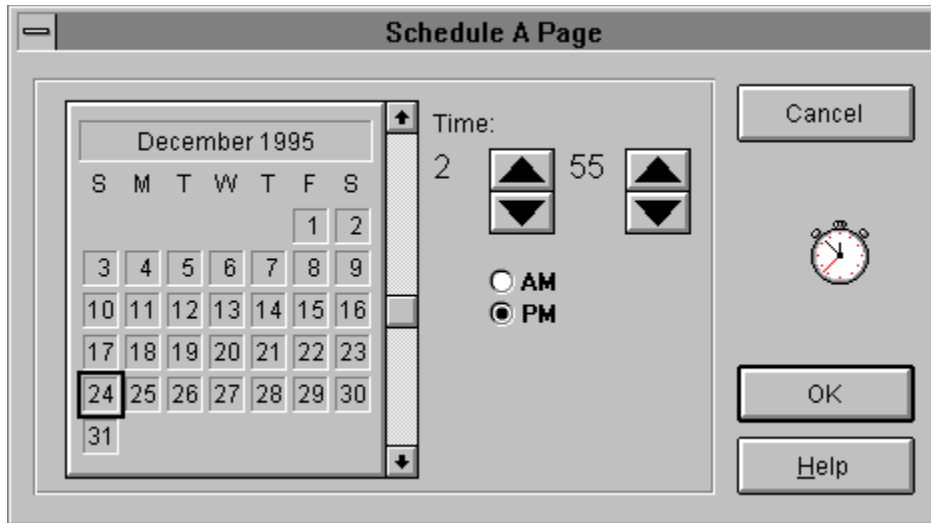 Schedule A Page
December 1995
S M T W T F S
1 2
3 4 5 6 7 8 9
10 11 12 13 14 15 16
17 18 19 20 21 22 23
24 25 26 27 28 29 30
31
Time:
2 55
AM
PM
Cancel
OK
Help